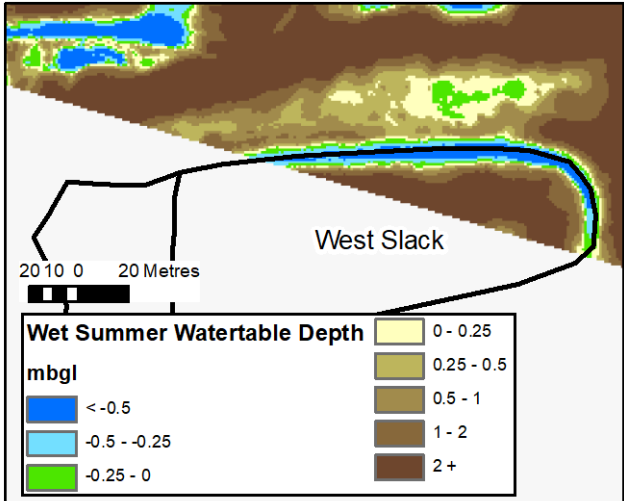 West Slack
20 10 0 20 Metres
Wet Summer Watertable Depth
mbgl
< -0.5
-0.5 - -0.25
-0.25 - 0
0 - 0.25
0.25 - 0.5
0.5 - 1
1 - 2
2 +